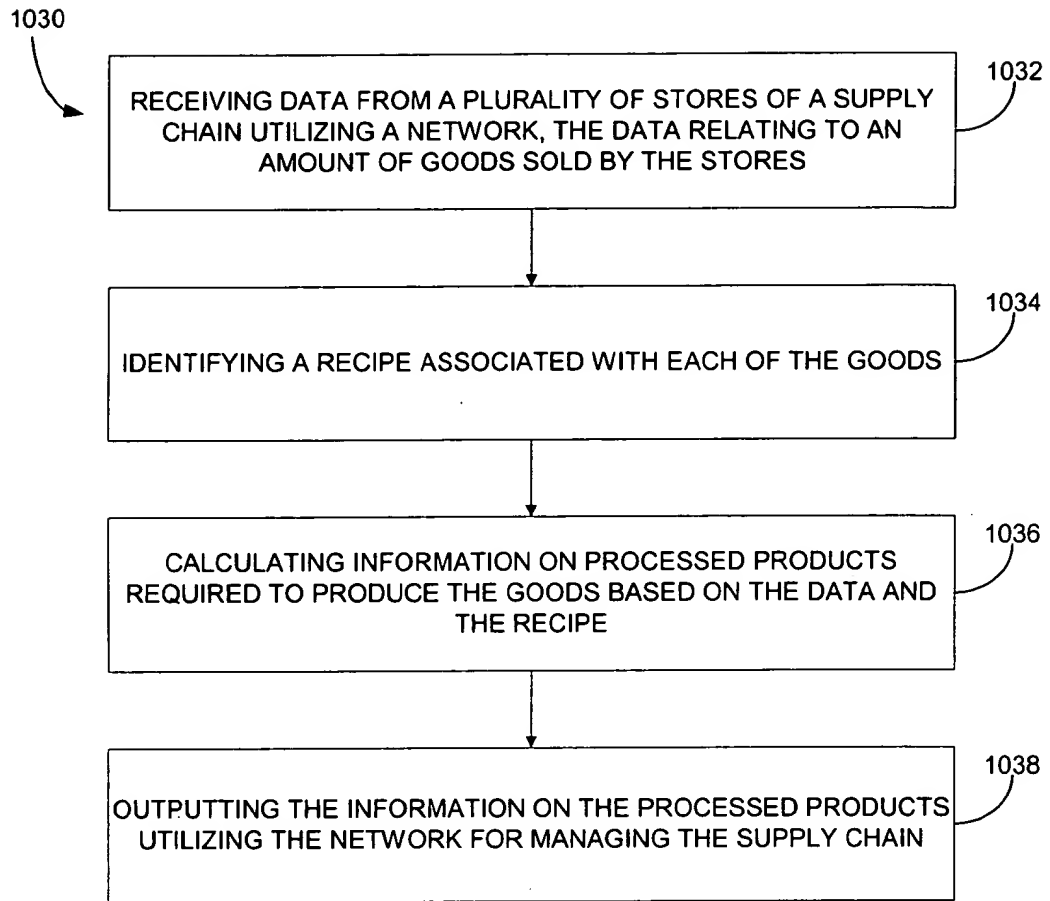 1030
1032
RECEIVING DATA FROM A PLURALITY OF STORES OF A SUPPLY
CHAIN UTILIZING A NETWORK, THE DATA RELATING TO AN
AMOUNT OF GOODS SOLD BY THE STORES
1034
IDENTIFYING A RECIPE ASSOCIATED WITH EACH OF THE GOODS
1036
CALCULATING INFORMATION ON PROCESSED PRODUCTS
REQUIRED TO PRODUCE THE GOODS BASED ON THE DATA AND
THE RECIPE
1038
OUTPUTTING THE INFORMATION ON THE PROCESSED PRODUCTS
UTILIZING THE NETWORK FOR MANAGING THE SUPPLY CHAIN